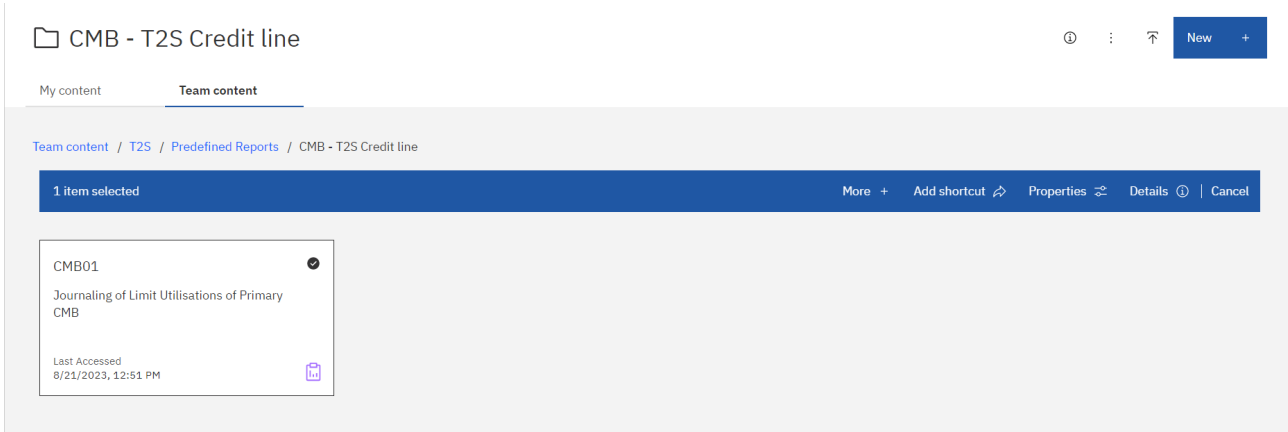 CMB - T2S Credit line
New +
My content Team content
Team content / T2S / Predefined Reports / CMB - T2S Credit line
1 item selected More + Add shortcut Properties Details | Cancel
CMB01
Journaling of Limit Utilisations of Primary
CMB
Last Accessed
8/21/2023, 12:51 PM